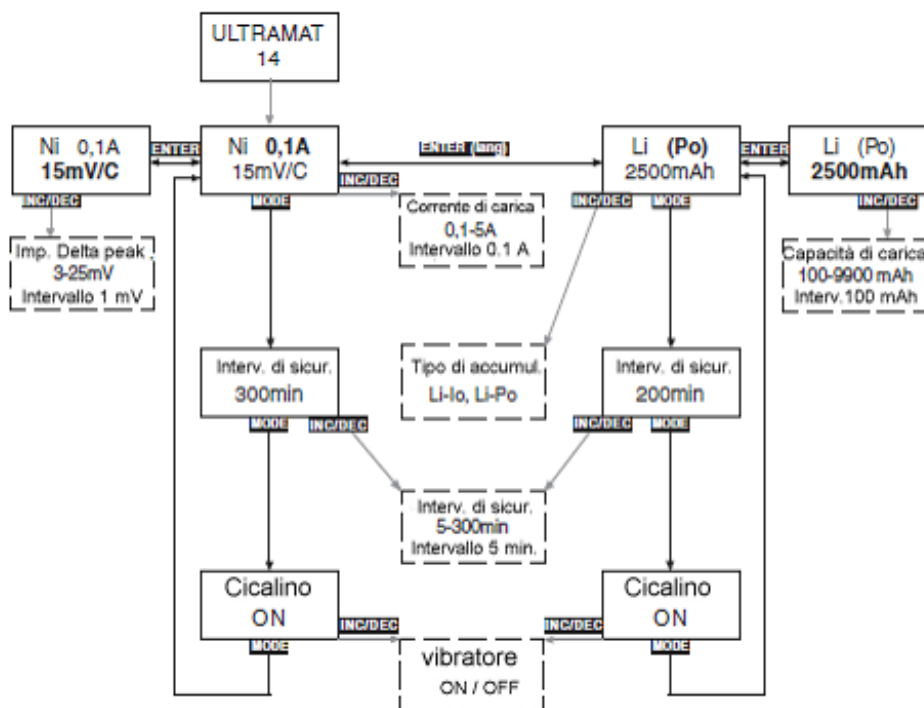 ULTRAMAT
14
Ni 0,1A
15mV/C
ENTER
Ni 0,1A
15mV/C
ENTER (lang)
Li (Po)
2500mAh
ENTER
Li (Po)
2500mAh
INC/DEC
MODE
INC/DEC
INC/DEC
MODE
INC/DEC
Imp. Delta peak
3-25mV
Intervallo 1 mV
Corrente di carica
0,1-5A
Intervallo 0.1 A
Capacità di carica
100-9900 mAh
Interv.100 mAh
Interv. di sicur.
300min
Tipo di accumul.
Li-Io, Li-Po
Interv. di sicur.
200min
MODE
INC/DEC
INC/DEC
MODE
Interv. di sicur.
5-300min
Intervallo 5 min.
Cicalino
ON
Cicalino
ON
MODE
INC/DEC
INC/DEC
MODE
vibratore
ON / OFF